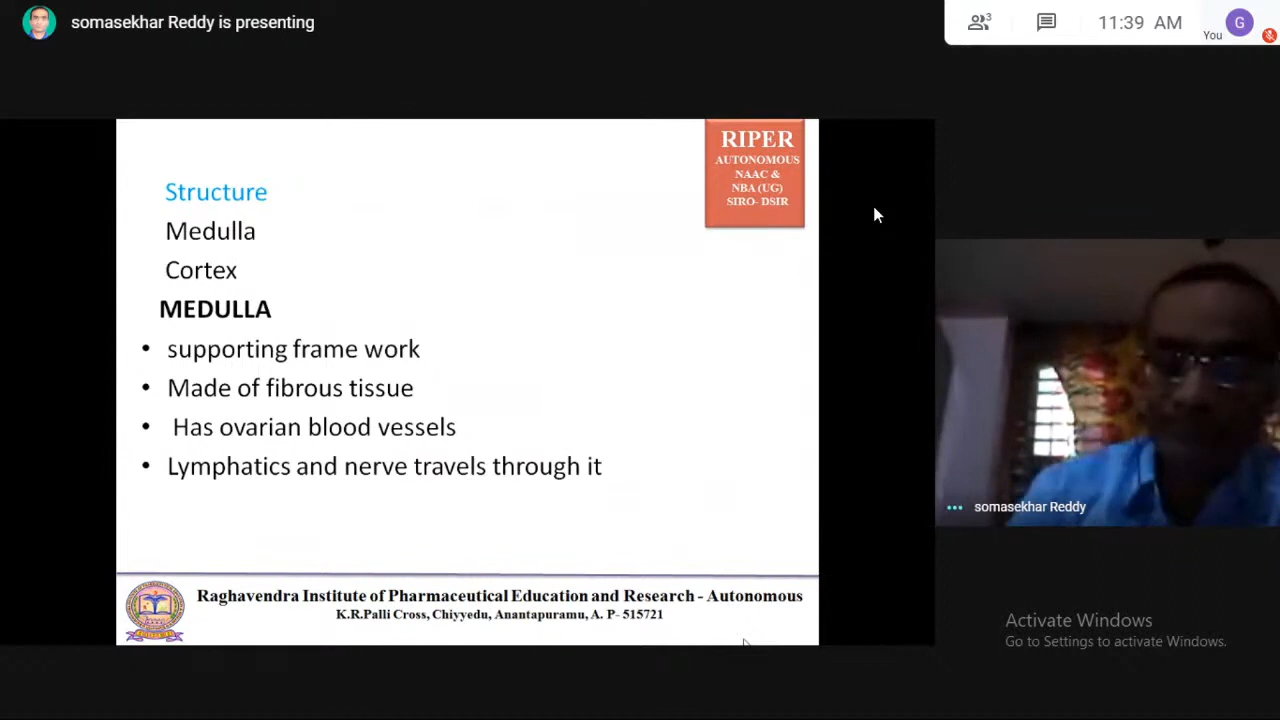 somasekhar Reddy is presenting
3
11:39 AM
You
G
RIPER
AUTONOMOUS
NAAC &
NBA (UG)
SIRO- DSIR
Structure
Medulla
Cortex
MEDULLA
• supporting frame work
• Made of fibrous tissue
• Has ovarian blood vessels
• Lymphatics and nerve travels through it
somasekhar Reddy
Raghavendra Institute of Pharmaceutical Education and Research - Autonomous
K.R.Palli Cross, Chiyyedu, Anantapuramu, A. P- 515721
Activate Windows
Go to Settings to activate Windows.